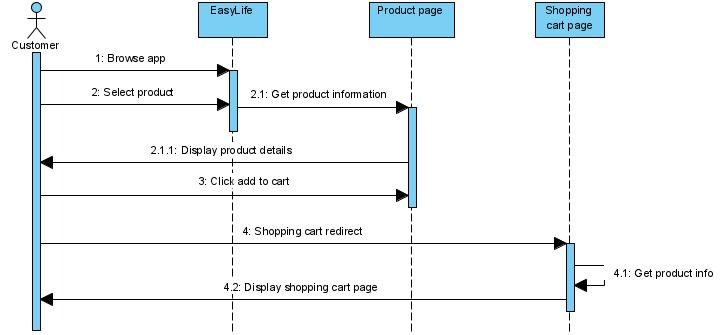 EasyLife
Product page
Shopping
cart page
Customer
1: Browse app
2: Select product
2.1: Get product information
2.1.1: Display product details
3: Click add to cart
4: Shopping cart redirect
4.1: Get product info
4.2: Display shopping cart page